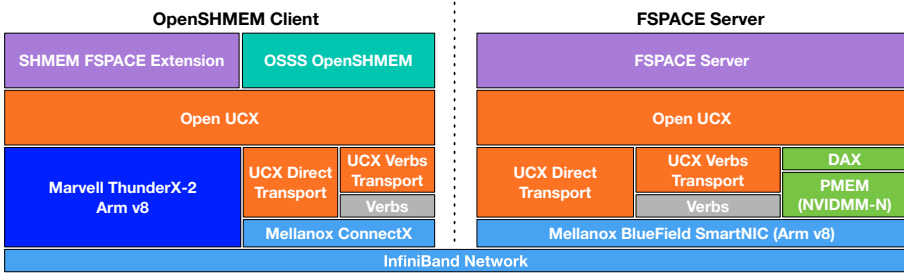 OpenSHMEM Client
FSPACE Server
SHMEM FSPACE Extension
OSSS OpenSHMEM
FSPACE Server
Open UCX
Open UCX
Marvell ThunderX-2
Arm v8
UCX Direct
Transport
UCX Verbs
Transport
Verbs
Mellanox ConnectX
UCX Direct
Transport
UCX Verbs
Transport
Verbs
DAX
PMEM
(NVIDMM-N)
Mellanox BlueField SmartNIC (Arm v8)
InfiniBand Network